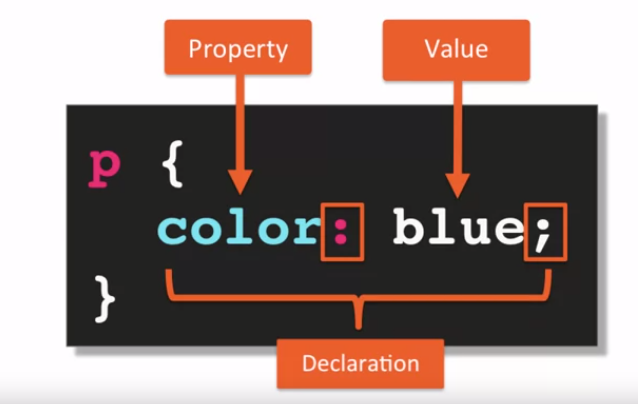 Property
Value
p {
color: blue;
}
Declaration